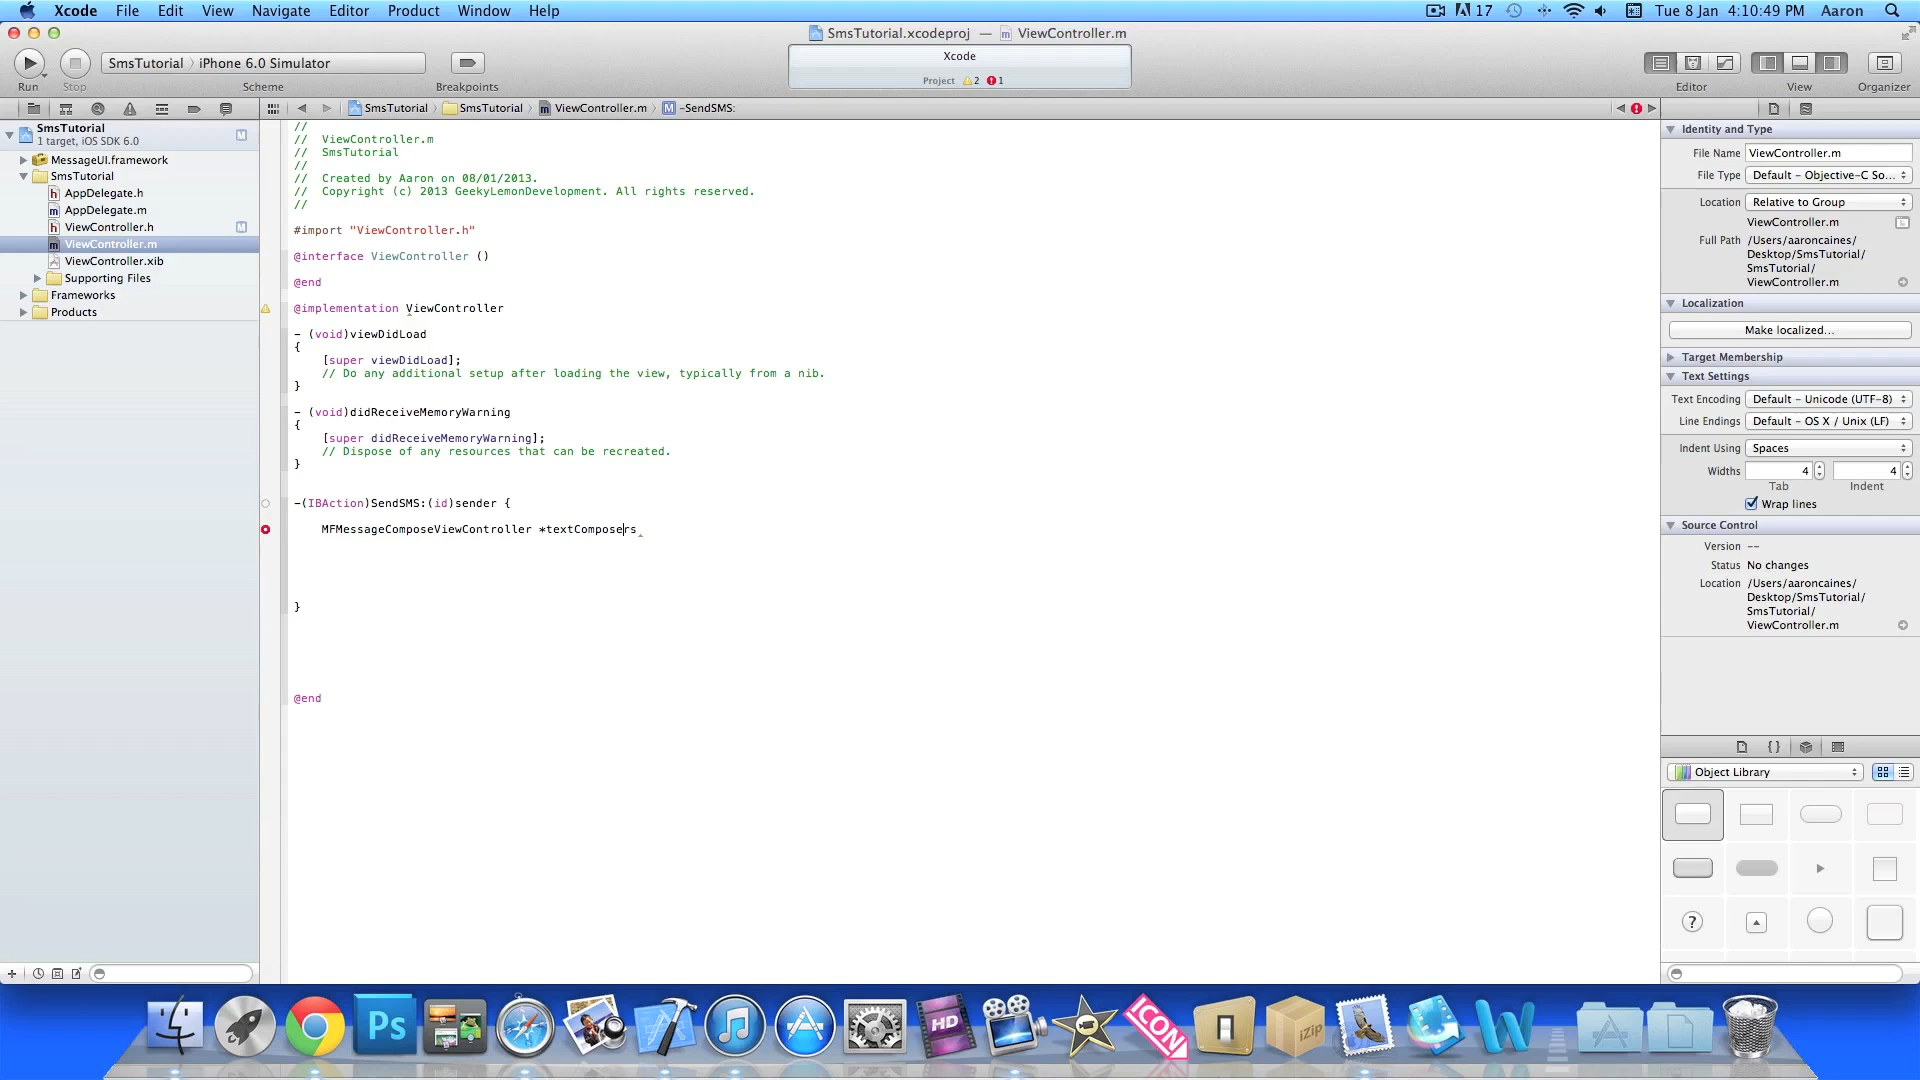 Xcode File Edit View Navigate Editor Product Window Help 17 Tue 8 Jan 4:10:49 PM Aaron
SmsTutorial.xcodeproj — ViewController.m
SmsTutorial iPhone 6.0 Simulator
Xcode
Project 2 1
Run Stop Scheme Breakpoints Editor View Organizer
SmsTutorial SmsTutorial ViewController.m M -SendSMS:
SmsTutorial M
1 target, iOS SDK 6.0
MessageUI.framework
SmsTutorial
h AppDelegate.h
m AppDelegate.m
h ViewController.h M
m ViewController.m
ViewController.xib
Supporting Files
Frameworks
Products
//
// ViewController.m
// SmsTutorial
//
// Created by Aaron on 08/01/2013.
// Copyright (c) 2013 GeekyLemonDevelopment. All rights reserved.
//
#import "ViewController.h"
@interface ViewController ()
@end
@implementation ViewController
- (void)viewDidLoad
{
[super viewDidLoad];
// Do any additional setup after loading the view, typically from a nib.
}
- (void)didReceiveMemoryWarning
{
[super didReceiveMemoryWarning];
// Dispose of any resources that can be recreated.
}
-(IBAction)SendSMS:(id)sender {
MFMessageComposeViewController *textComposers
}
@end
Identity and Type
File Name ViewController.m
File Type Default - Objective-C So...
Location Relative to Group
ViewController.m
Full Path /Users/aaroncaines/
Desktop/SmsTutorial/
SmsTutorial/
ViewController.m
Localization
Make localized...
Target Membership
Text Settings
Text Encoding Default - Unicode (UTF-8)
Line Endings Default - OS X / Unix (LF)
Indent Using Spaces
Widths 4 4
Tab Indent
Wrap lines
Source Control
Version --
Status No changes
Location /Users/aaroncaines/
Desktop/SmsTutorial/
SmsTutorial/
ViewController.m
{ }
Object Library
?
Ps
HD
ICON
iZip
W